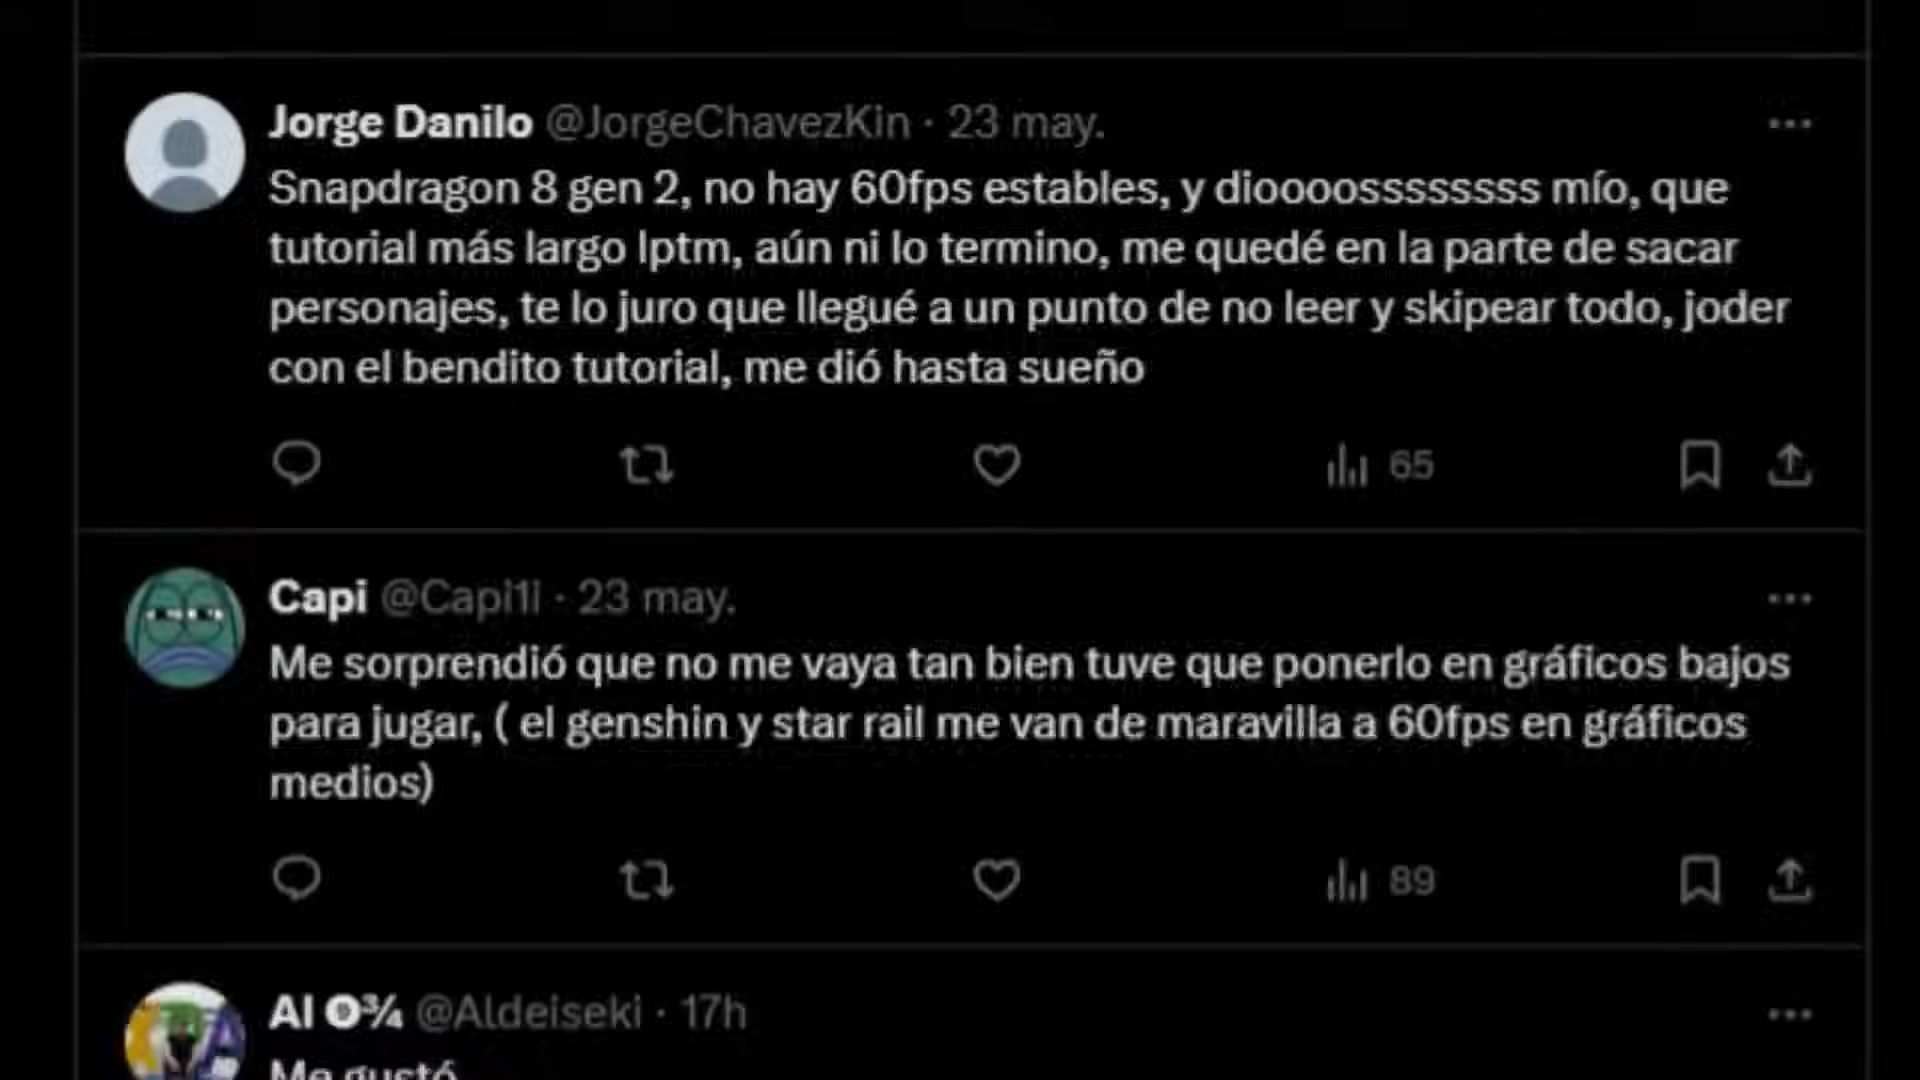 Jorge Danilo @JorgeChavezKin · 23 may.
Snapdragon 8 gen 2, no hay 60fps estables, y dioooossssssss mío, que
tutorial más largo lptm, aún ni lo termino, me quedé en la parte de sacar
personajes, te lo juro que llegué a un punto de no leer y skipear todo, joder
con el bendito tutorial, me dió hasta sueño
65
Capi @Capi1li · 23 may.
Me sorprendió que no me vaya tan bien tuve que ponerlo en gráficos bajos
para jugar, ( el genshin y star rail me van de maravilla a 60fps en gráficos
medios)
89
Al ❾¾ @Aldeiseki · 17h
Me gustó